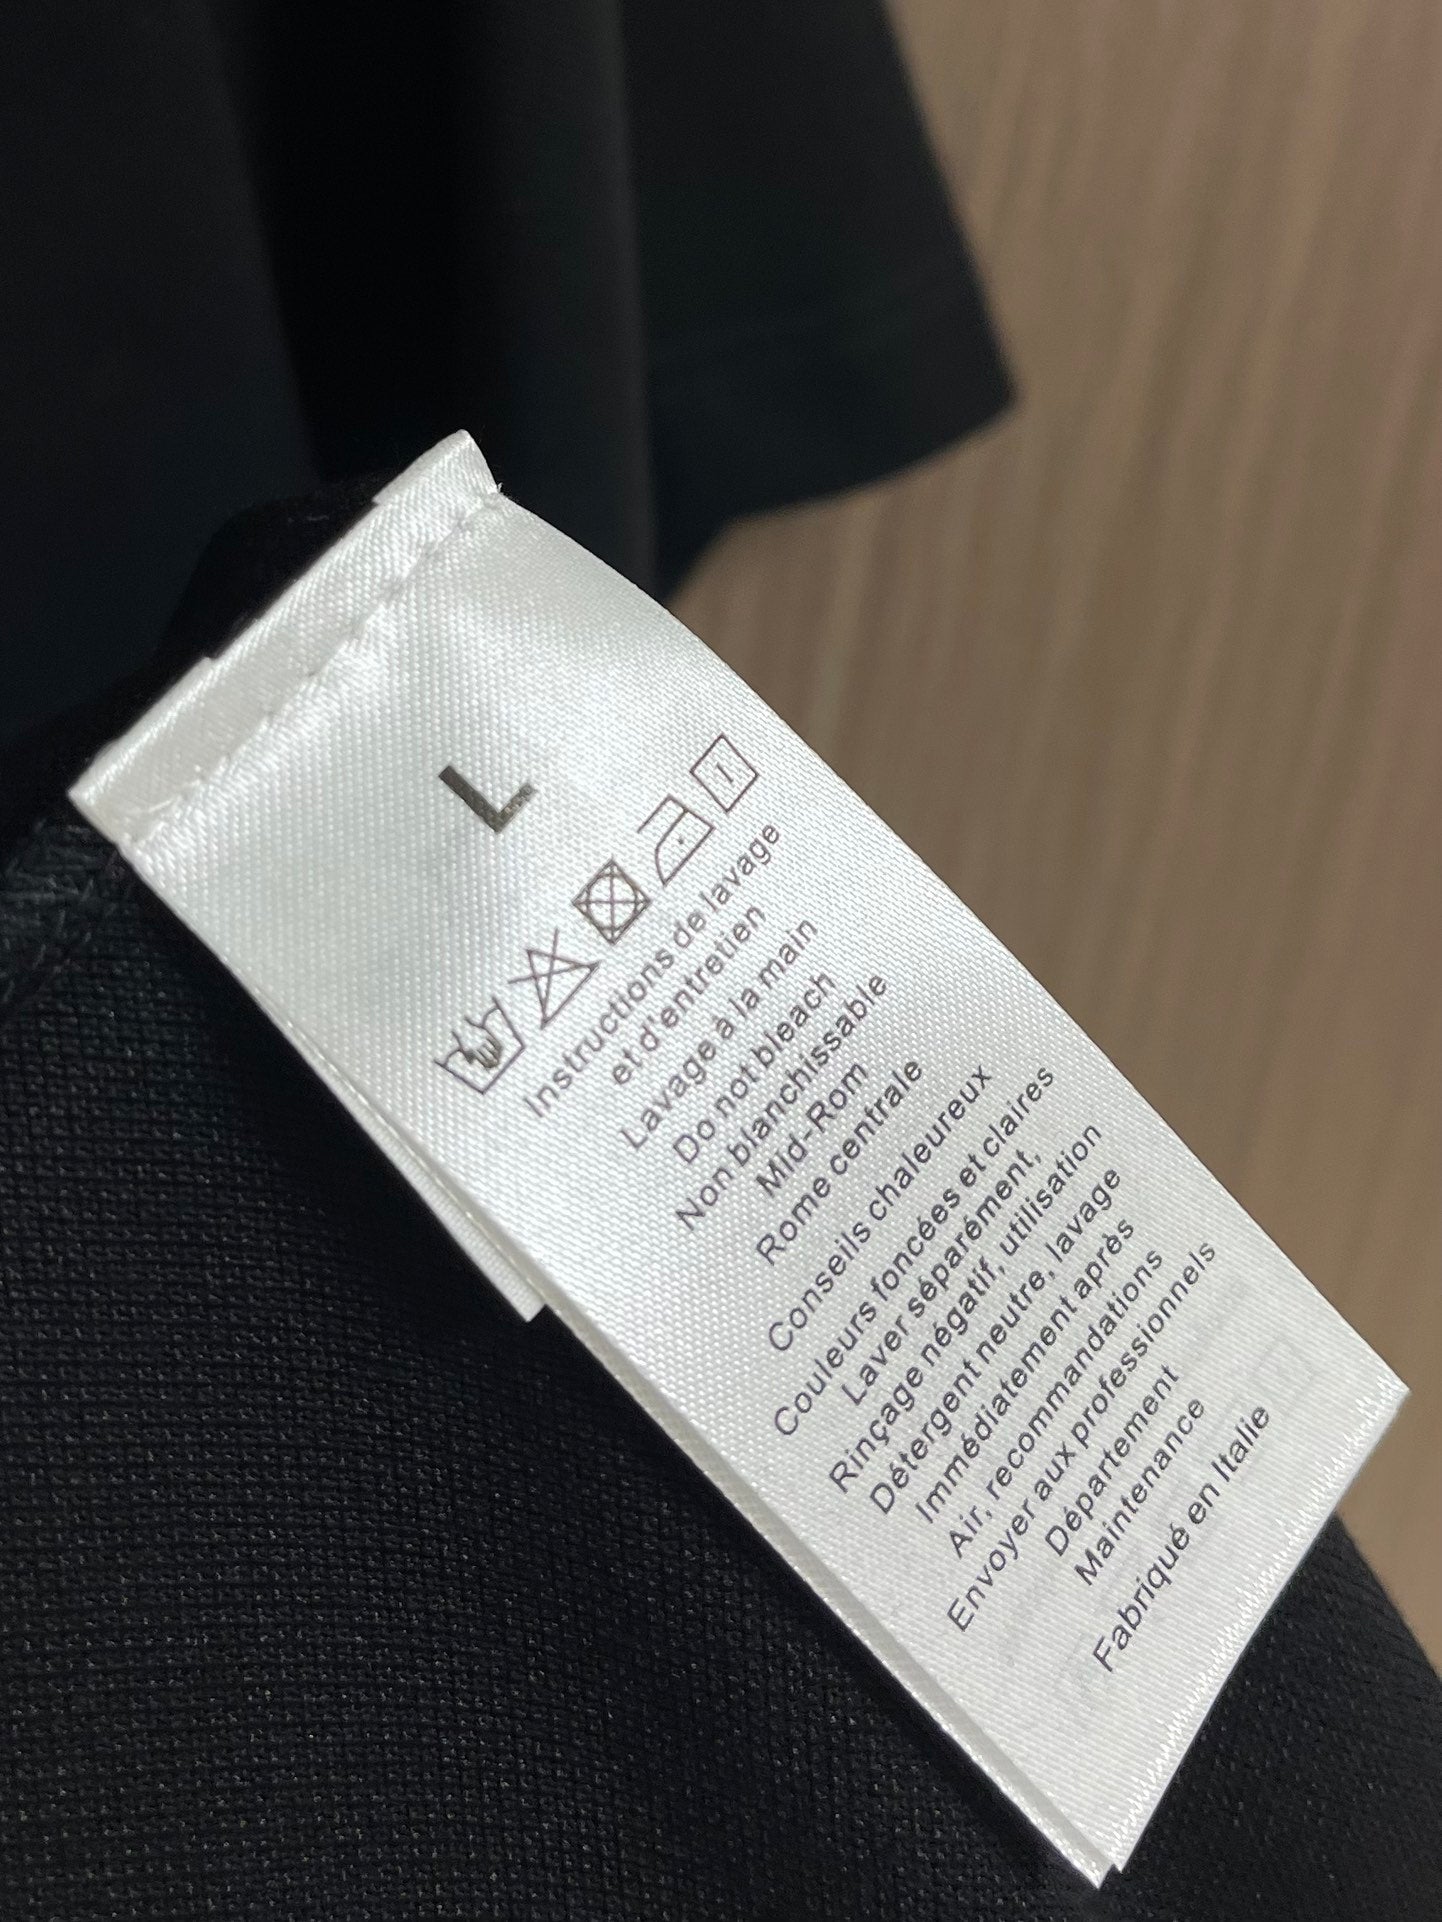 L
Instructions de lavage
et d'entretien
Lavage à la main
Do not bleach
Non blanchissable
Mid-Rom
Rome centrale
Conseils chaleureux
Couleurs foncées et claires
Laver séparément,
Rinçage négatif, utilisation
Détergent neutre, lavage
Immédiatement après
Air, recommandations
Envoyer aux professionnels
Département
Maintenance
Fabriqué en Italie